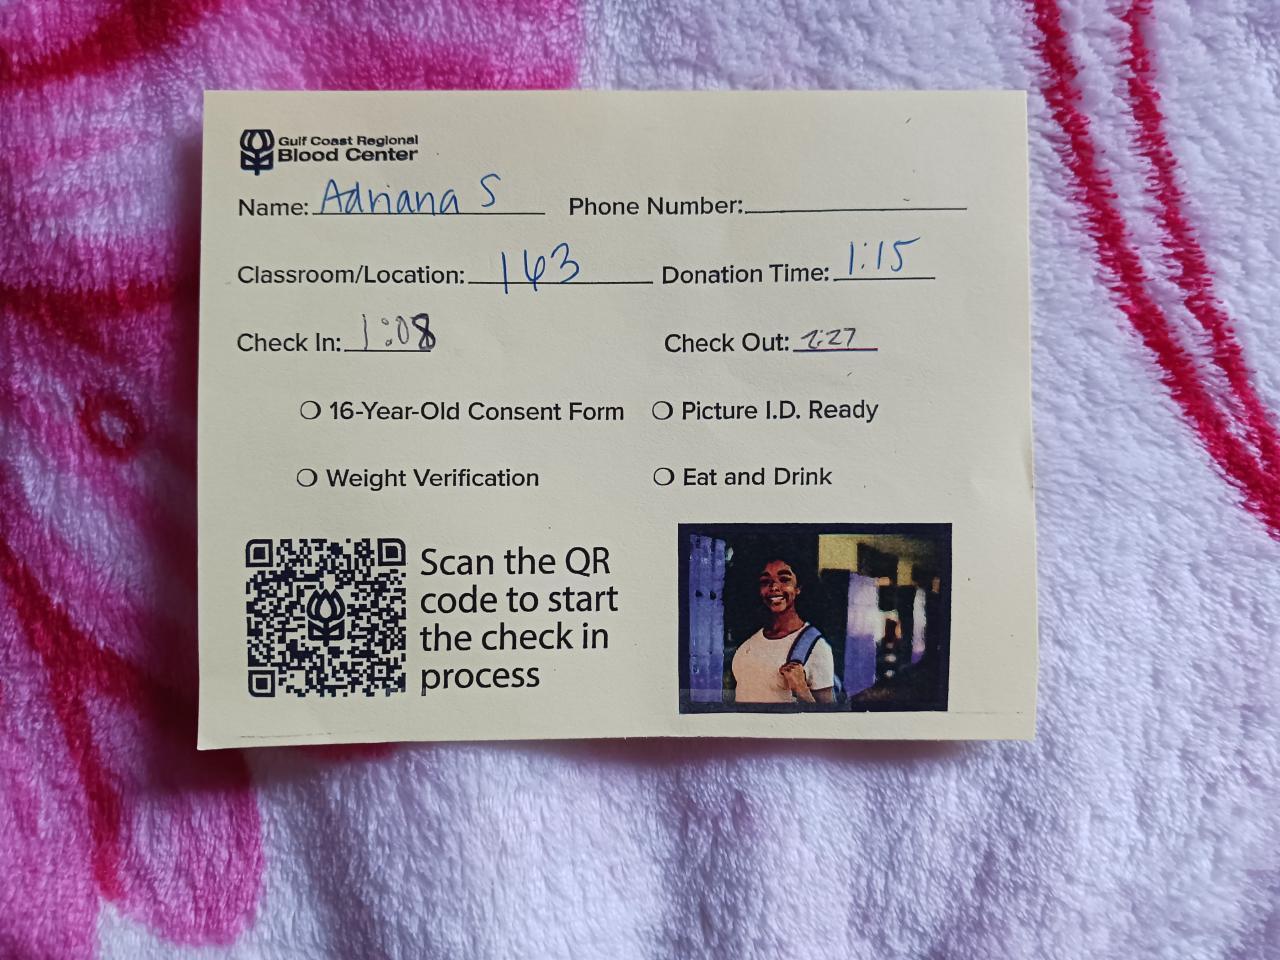 Gulf Coast Regional
Blood Center
Name: Adriana S Phone Number:
Classroom/Location: 163 Donation Time: 1:15
Check In: 1:08 Check Out: 2:27
16-Year-Old Consent Form Picture I.D. Ready
Weight Verification Eat and Drink
Scan the QR
code to start
the check in
process